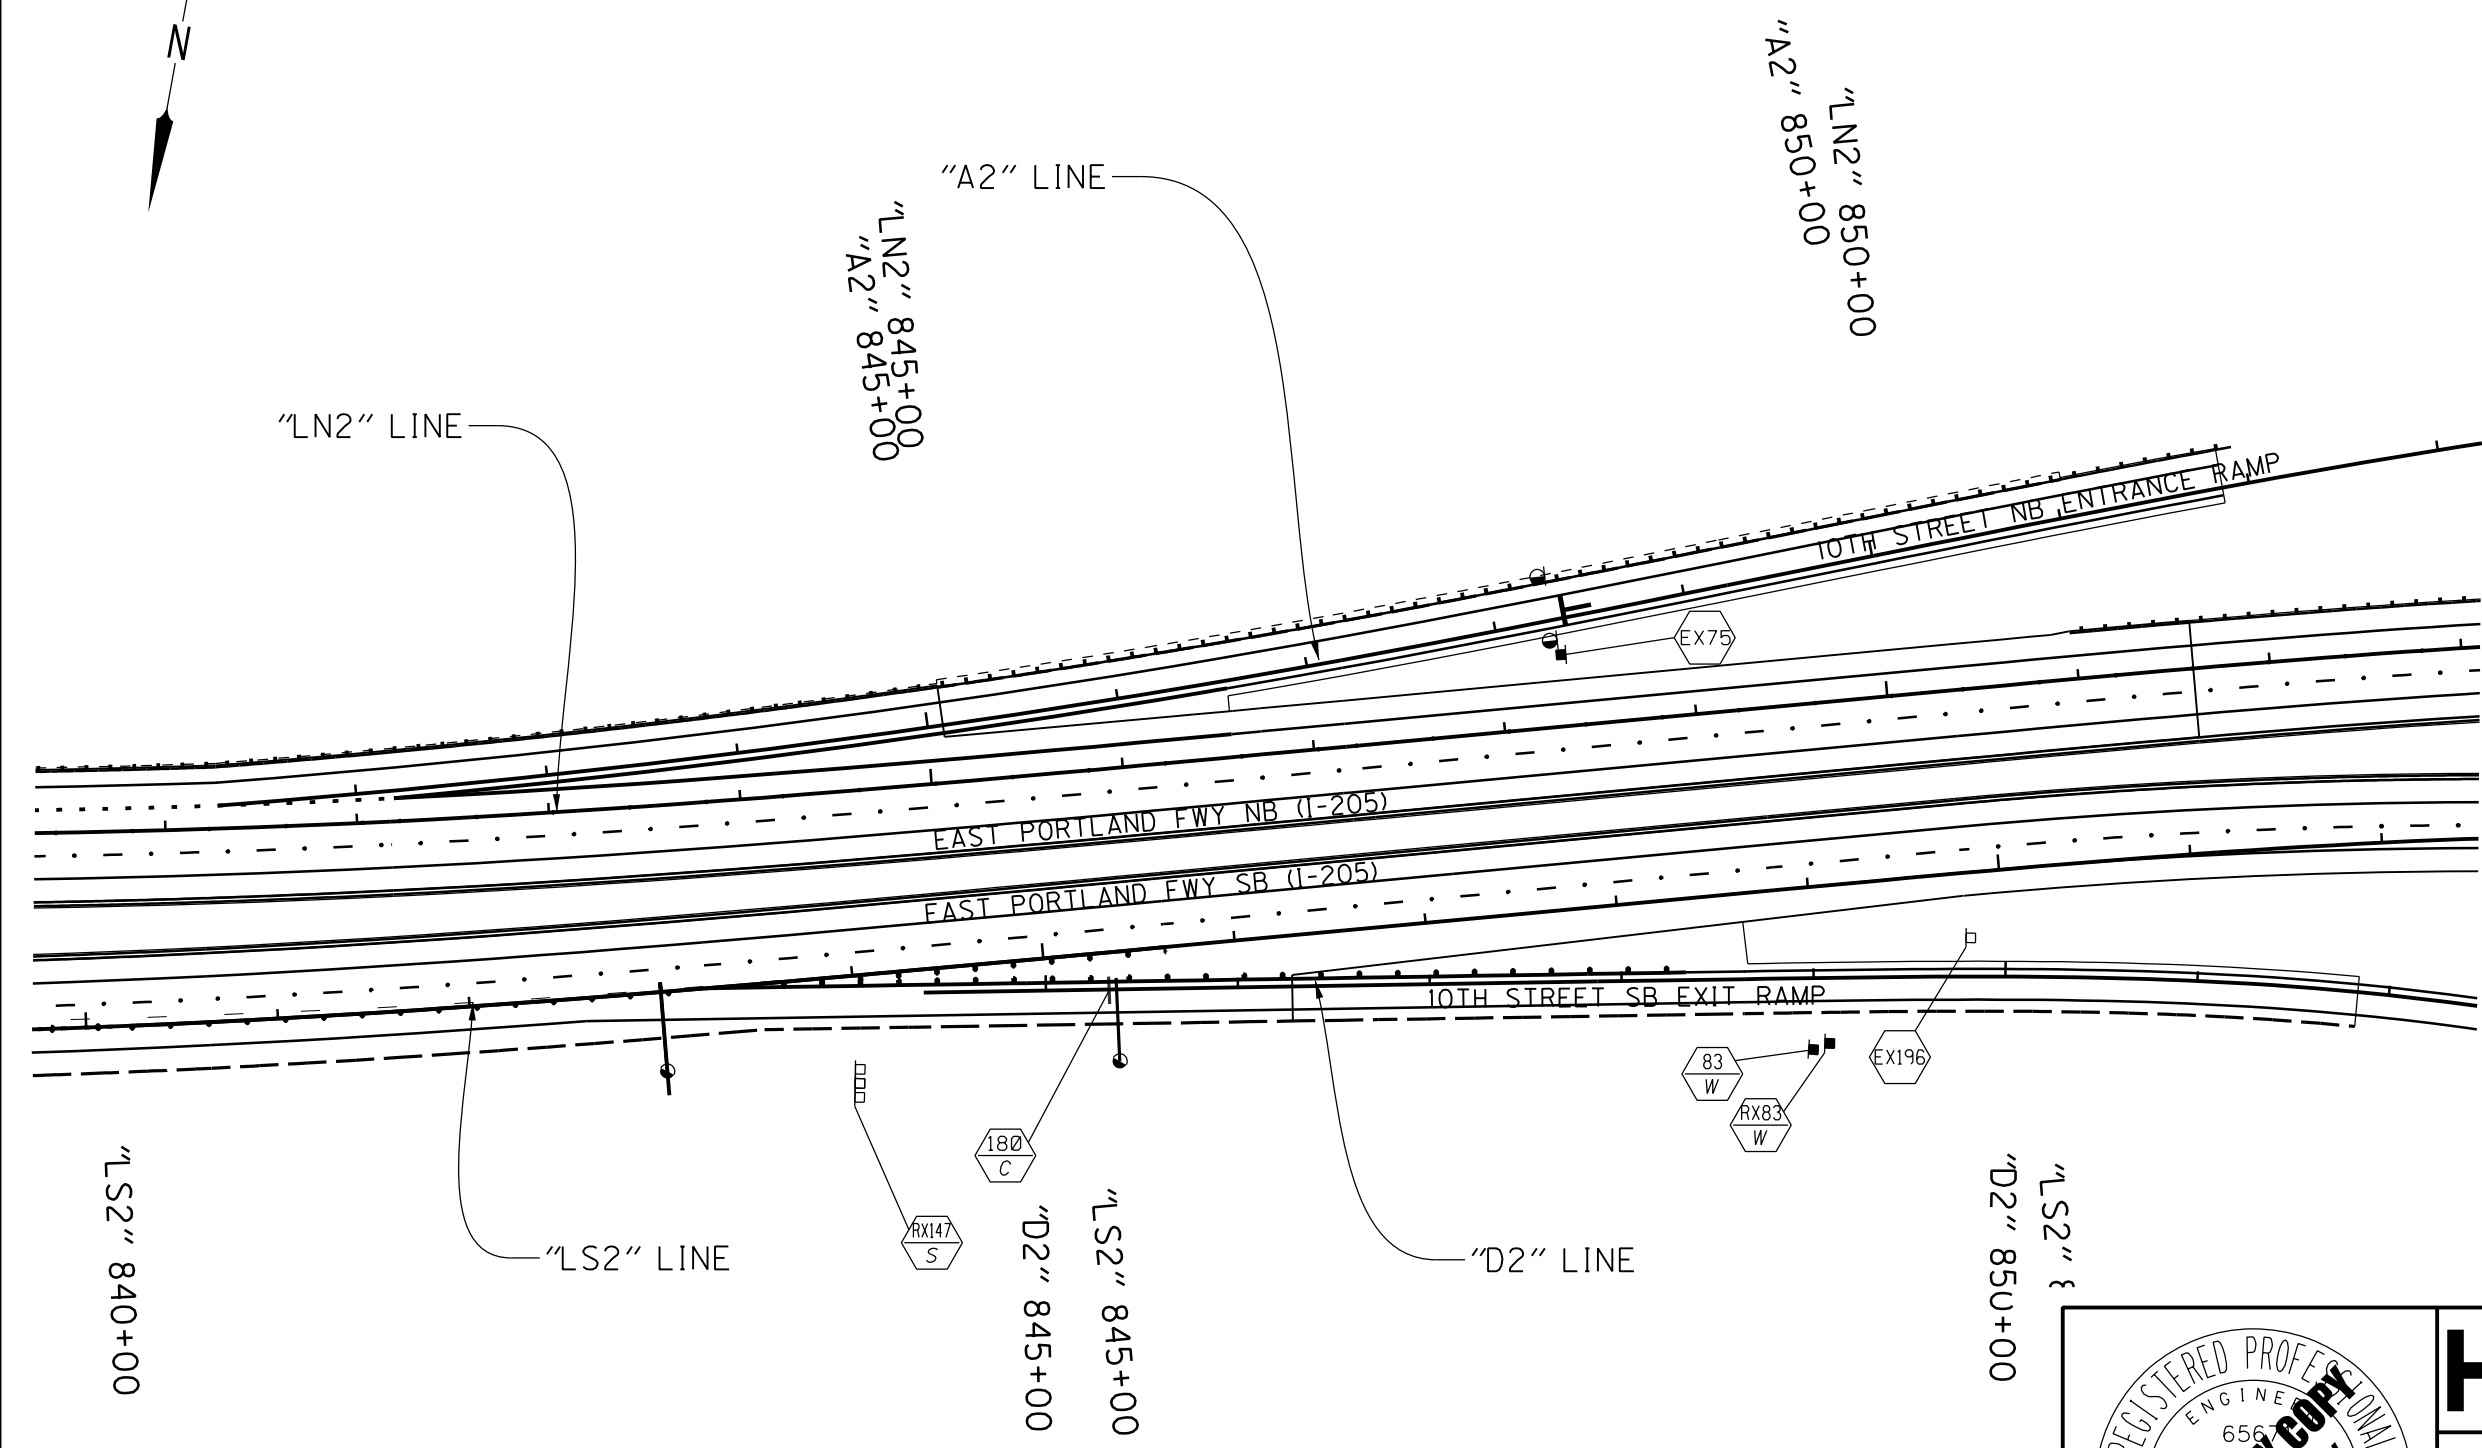 N
"A2" 850+00
"LN2" 850+00
"A2" LINE
"LN2" 845+00
"A2" 845+00
"LN2" LINE
10TH STREET NB ENTRANCE RAMP
EX75
EAST PORTLAND FWY NB (I-205)
EAST PORTLAND FWY SB (I-205)
10TH STREET SB EXIT RAMP
83
W
EX196
RX83
W
180
C
"LS2" 840+00
RX147
S
"D2" 845+00
"LS2" 845+00
"LS2" LINE
"D2" LINE
"D2" 850+00
"LS2"
REGISTERED PROFESSIONAL
ENGINEER
COPY